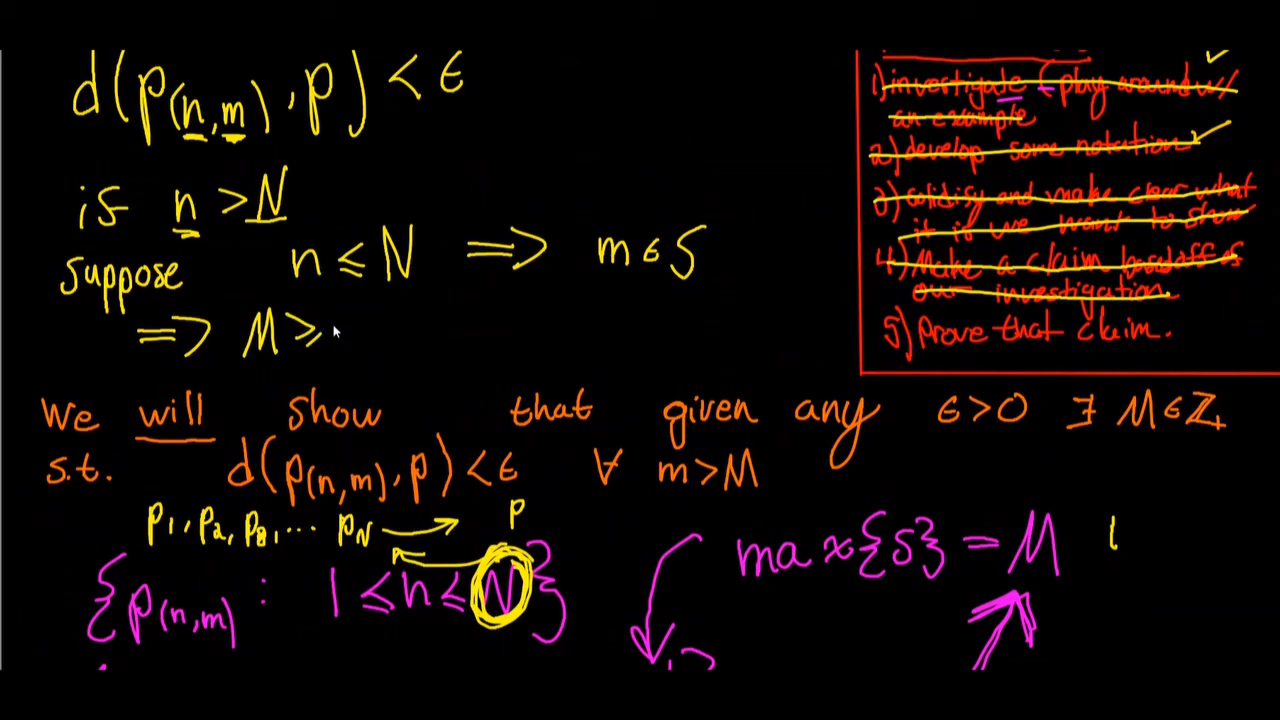 d(p(n,m), p) < ε
if n > N
suppose n ≤ N ⟹ m ∈ S
⟹ M ≥
1) investigate (play around w/
an example
2) develop some notation
3) solidify and make clear what
it is we want to show
4) Make a claim based off of
our investigation
5) Prove that claim.
We will show that given any ε > 0 ∃ M ∈ ℤ₊
s.t. d(p(n,m), p) < ε ∀ m > M
p₁, p₂, p₃, ... p_N → p
{p(n,m) : 1 ≤ n ≤ N}
max{S} = M